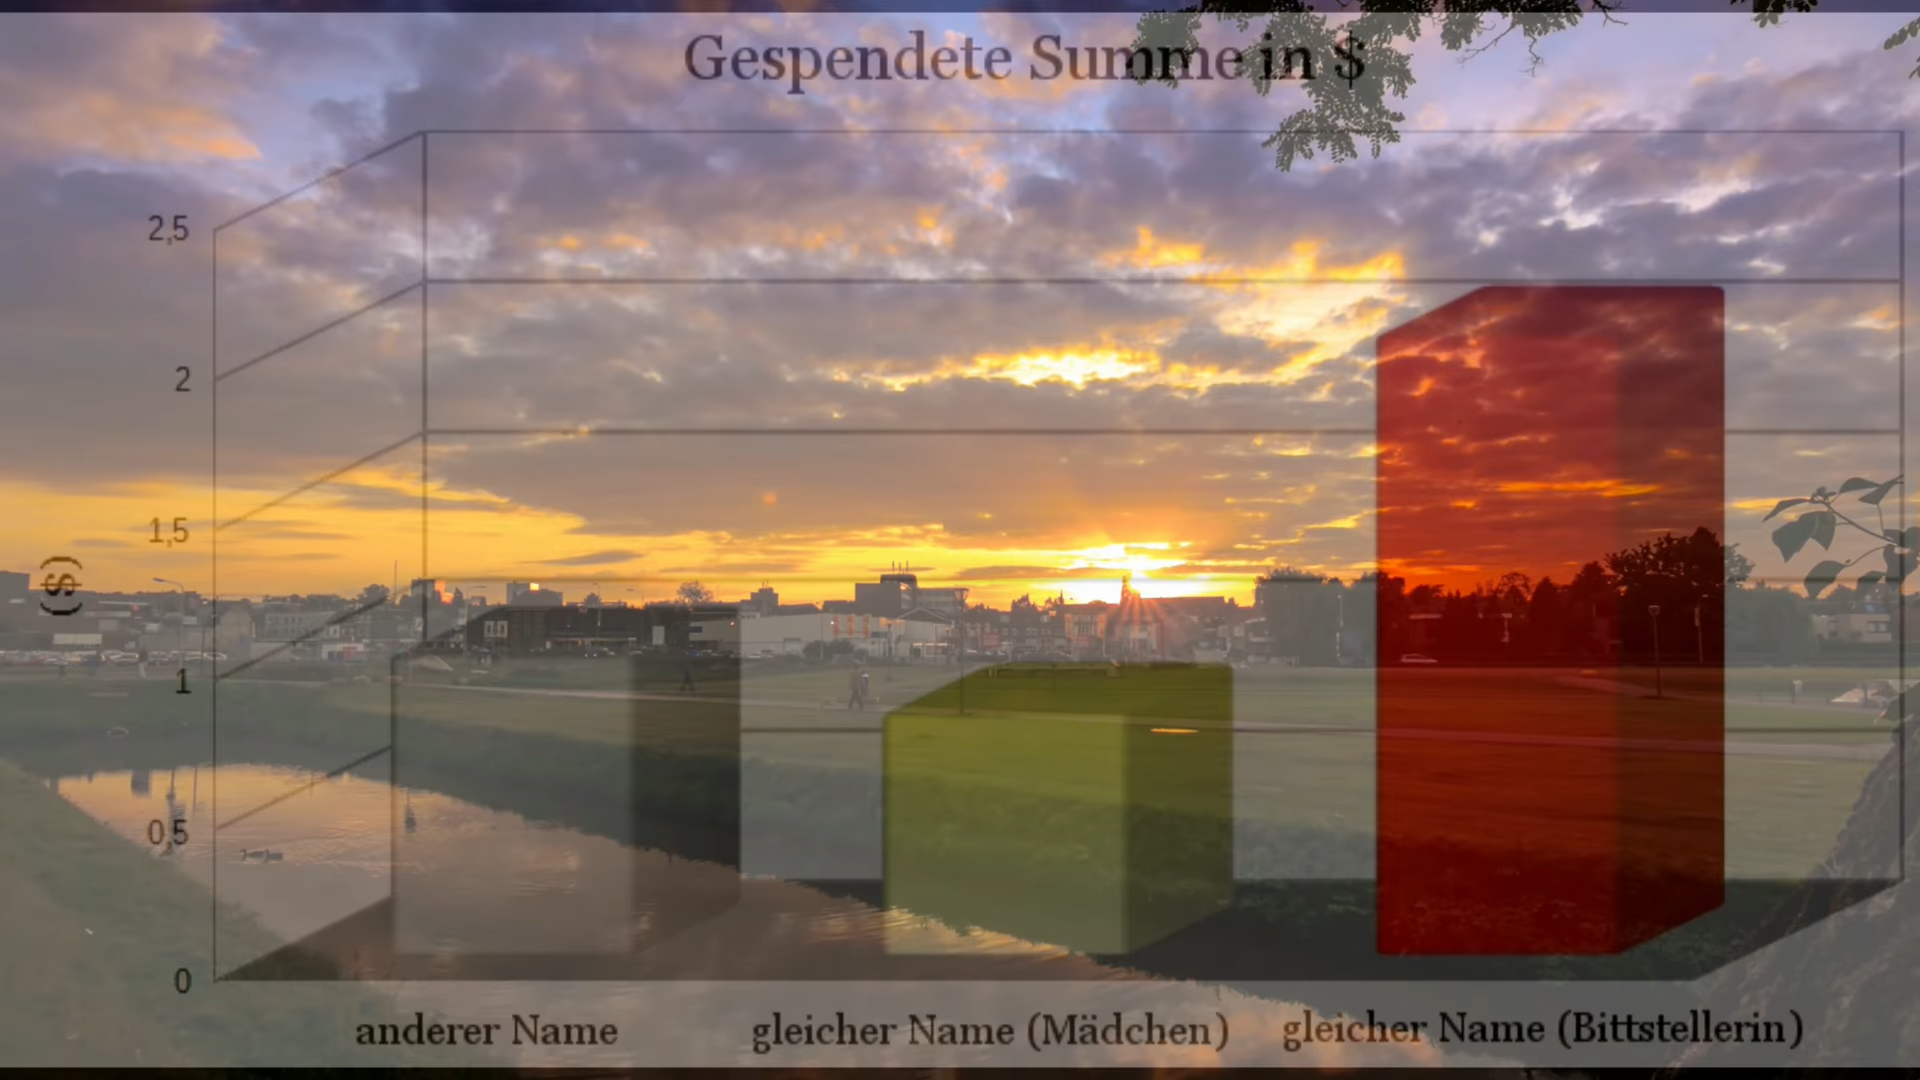 Gespendete Summe in $
2,5
2
1,5
1
0,5
0
($)
anderer Name
gleicher Name (Mädchen)
gleicher Name (Bittstellerin)